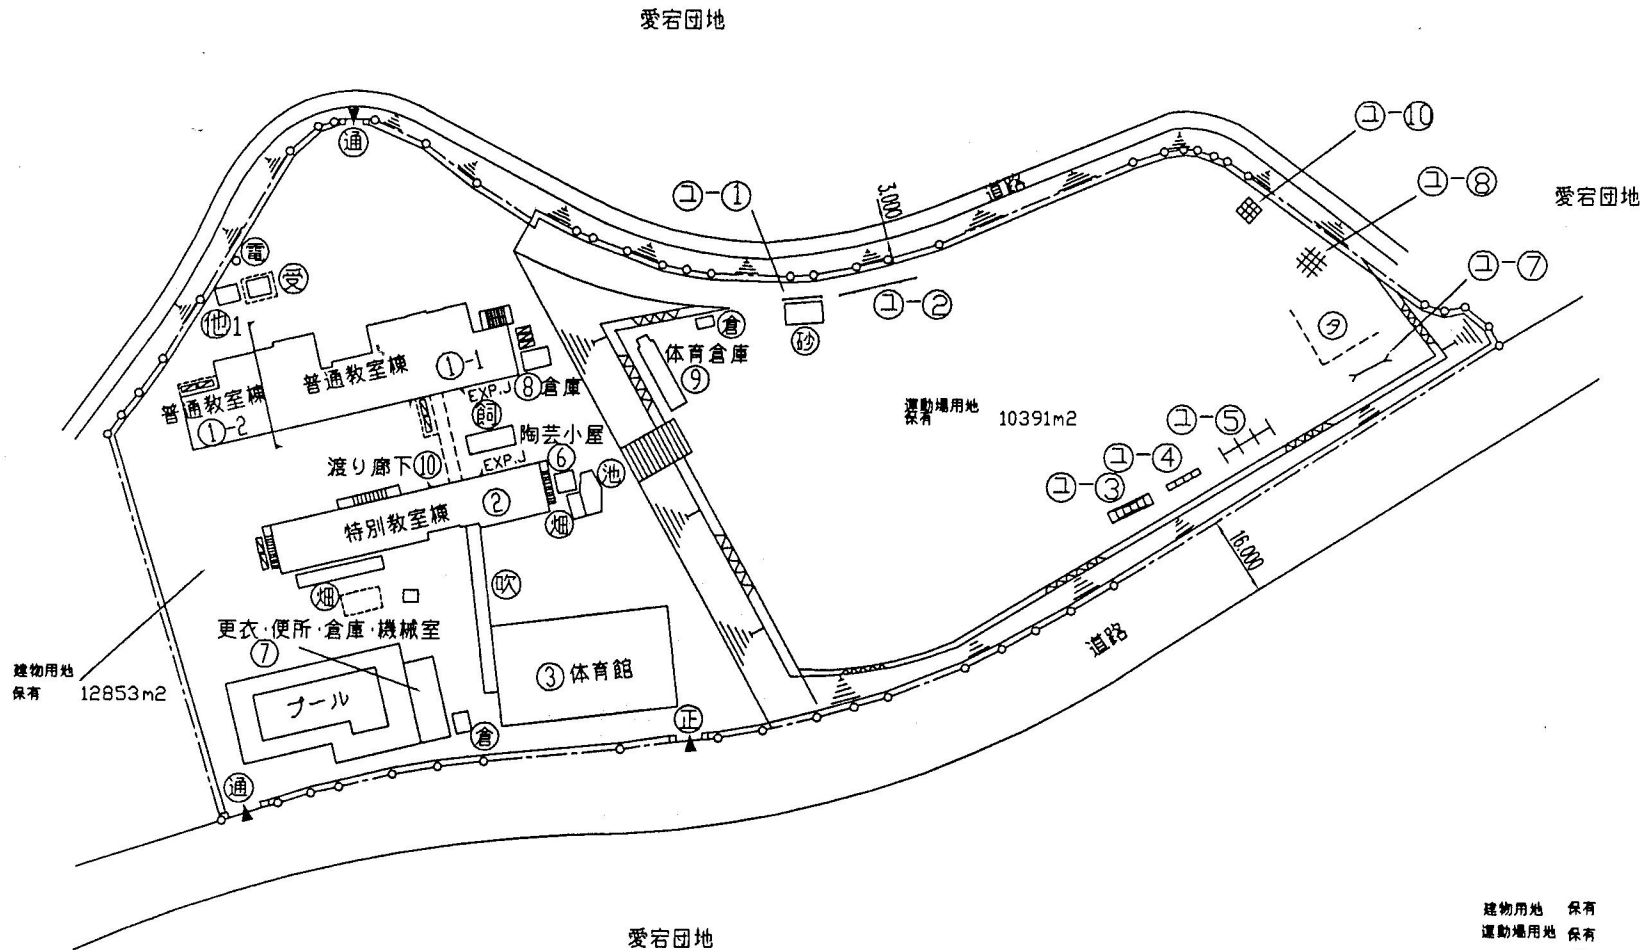 愛宕団地
ユ-10
通
ユ-1
3.000
道路
ユ-8
愛宕団地
電
受
他1
ユ-2
ユ-7
倉
砂
タ
体育倉庫
⑨
普通教室棟
①-1
EXP.J
⑧倉庫
普通教室棟
①-2
飼
運動場用地
保有 10391m2
陶芸小屋
⑥
渡り廊下⑩
EXP.J
池
ユ-5
ユ-4
ユ-3
特別教室棟
②
畑
16.000
吹
畑
更衣・便所・倉庫・機械室
⑦
道路
建物用地
保有 12853m2
③体育館
プール
正
倉
通
愛宕団地
建物用地 保有
運動場用地 保有